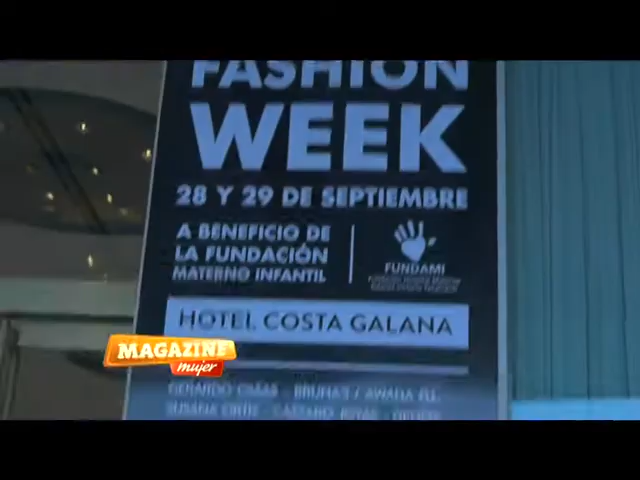 FASHION
WEEK
28 Y 29 DE SEPTIEMBRE
A BENEFICIO DE
LA FUNDACIÓN
MATERNO INFANTIL
FUNDAMI
HOTEL COSTA GALANA
MAGAZINE
mujer